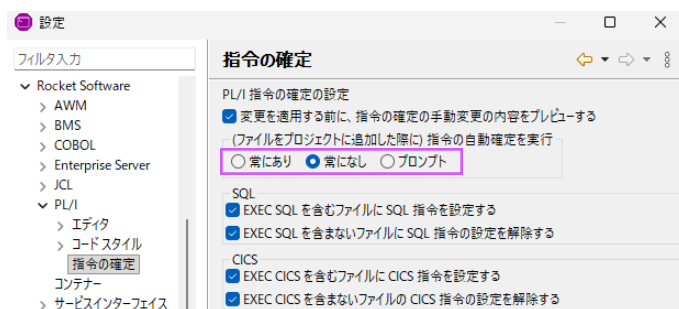 設定
フィルタ入力
指令の確定
Rocket Software
AWM
BMS
COBOL
Enterprise Server
JCL
PL/I
エディタ
コード スタイル
指令の確定
コンテナー
サービスインターフェイス
PL/I 指令の確定の設定
変更を適用する前に、指令の確定の手動変更の内容をプレビューする
(ファイルをプロジェクトに追加した際に) 指令の自動確定を実行
常にあり 常になし プロンプト
SQL
EXEC SQL を含むファイルに SQL 指令を設定する
EXEC SQL を含まないファイルに SQL 指令の設定を解除する
CICS
EXEC CICS を含むファイルに CICS 指令を設定する
EXEC CICS を含まないファイルの CICS 指令の設定を解除する